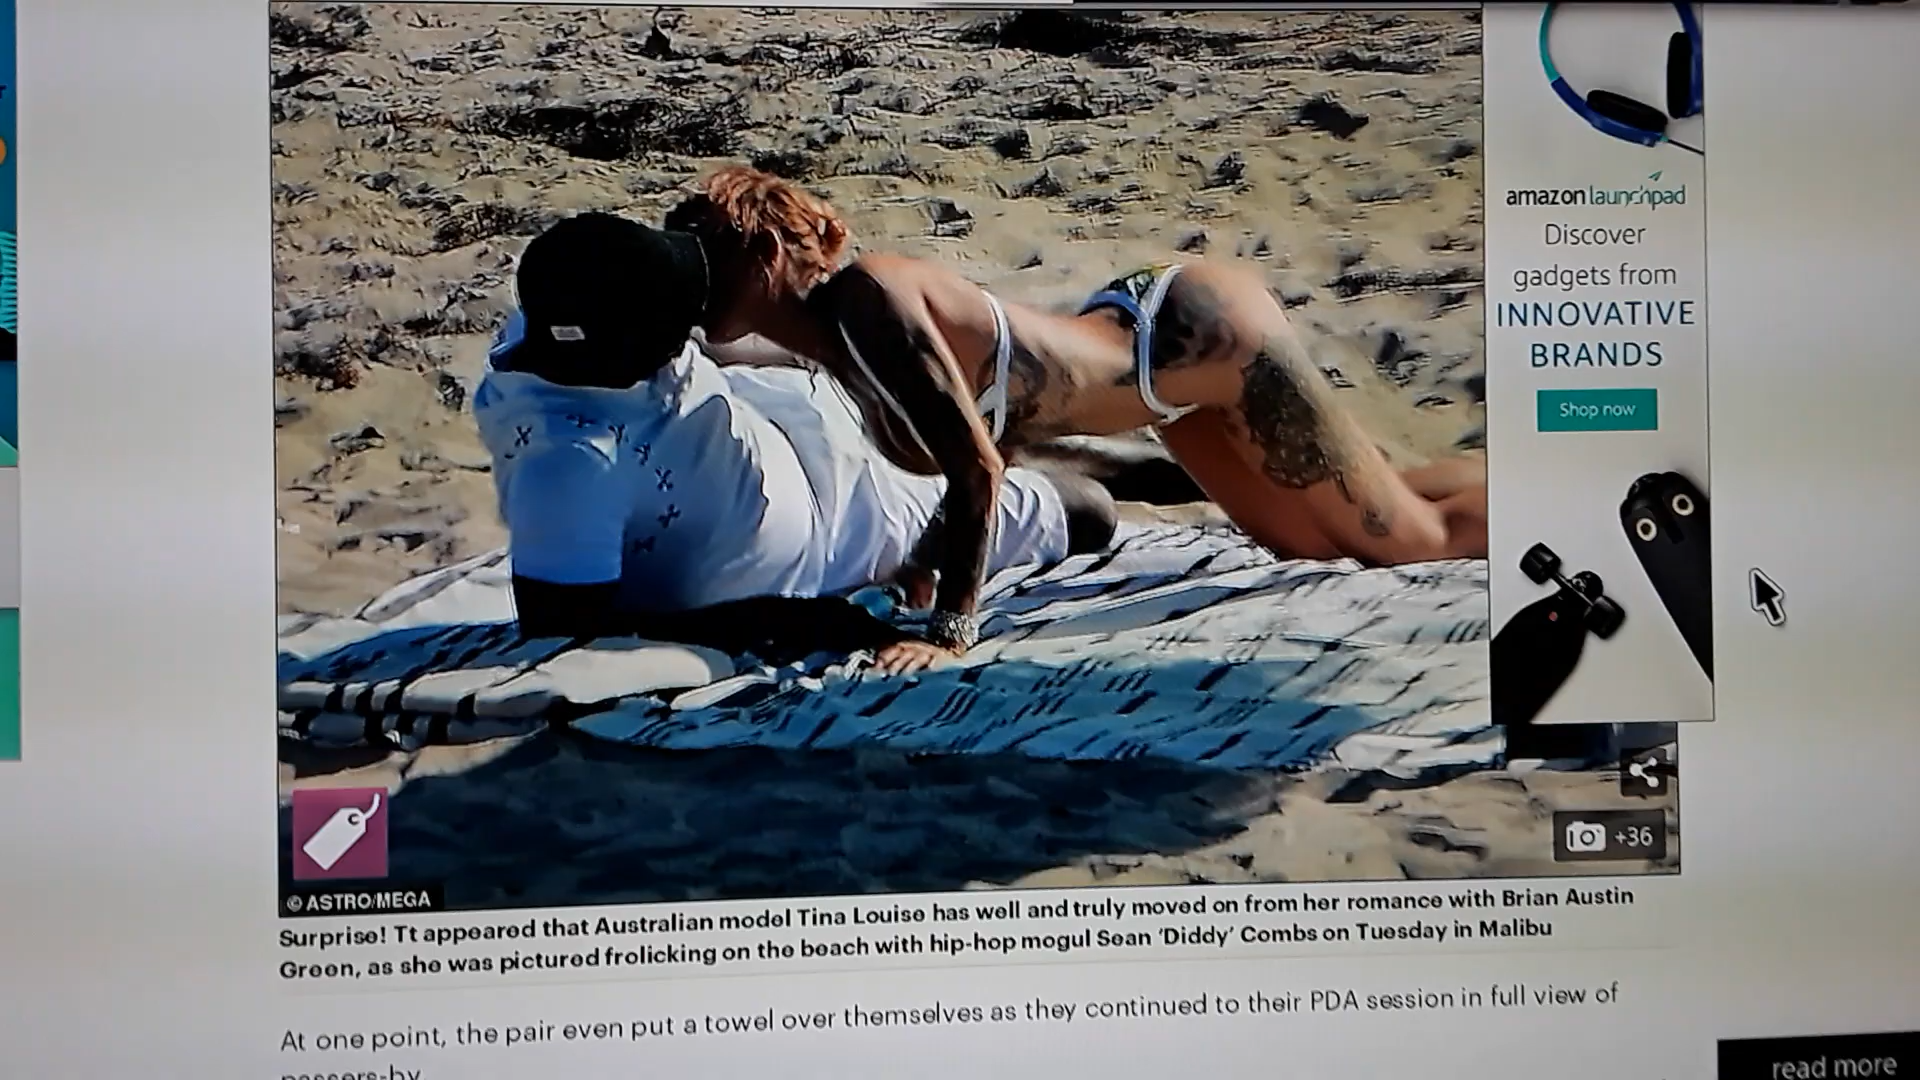 amazon launchpad
Discover
gadgets from
INNOVATIVE
BRANDS
Shop now
+36
© ASTRO/MEGA
Surprise! Tt appeared that Australian model Tina Louise has well and truly moved on from her romance with Brian Austin
Green, as she was pictured frolicking on the beach with hip-hop mogul Sean 'Diddy' Combs on Tuesday in Malibu
At one point, the pair even put a towel over themselves as they continued to their PDA session in full view of
passers-by.
read more